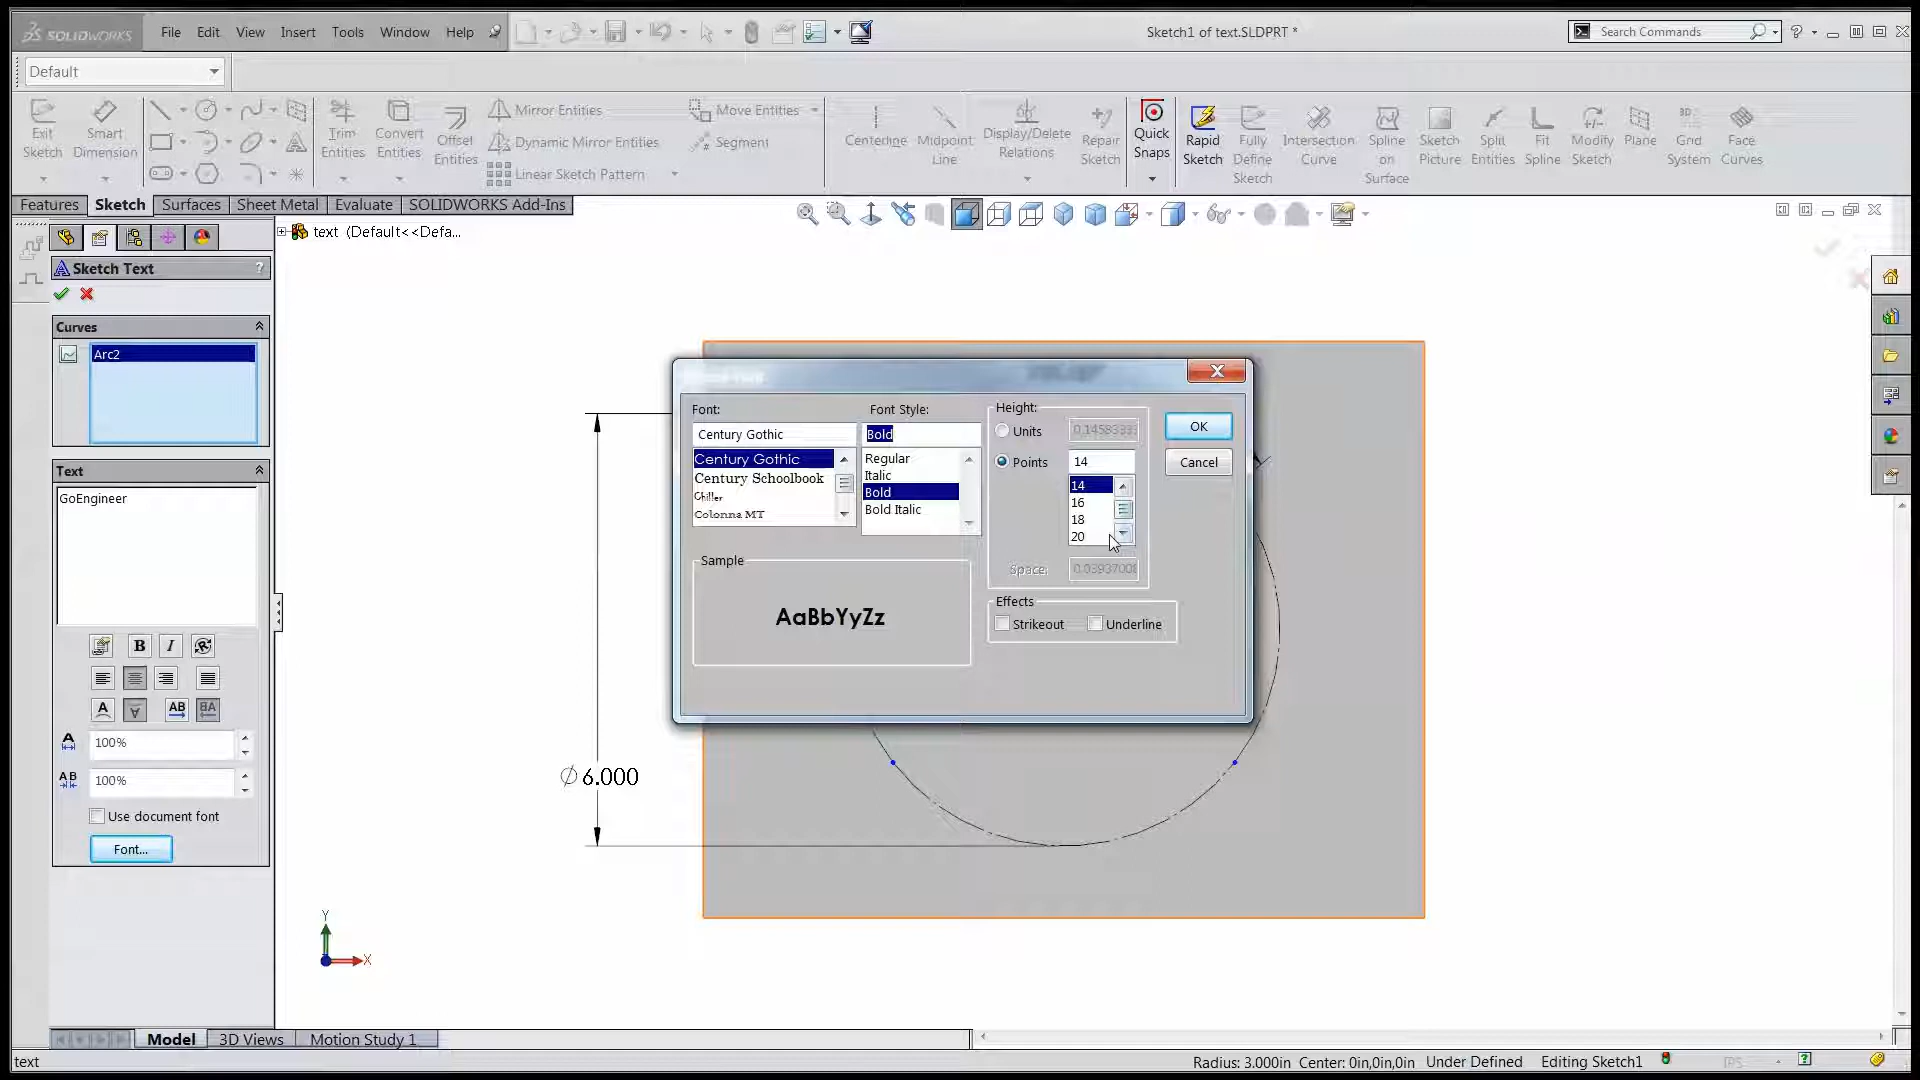 SOLIDWORKS File Edit View Insert Tools Window Help Sketch1 of text.SLDPRT * Search Commands ?
Default
Exit Sketch Smart Dimension Trim Entities Convert Entities Offset Entities
Mirror Entities Move Entities
Dynamic Mirror Entities Segment
Linear Sketch Pattern
Centerline Midpoint Line Display/Delete Relations Repair Sketch Quick Snaps Rapid Sketch Fully Define Sketch Intersection Curve Spline on Surface Sketch Picture Split Entities Fit Spline Modify Sketch Plane Grid System Face Curves
Features Sketch Surfaces Sheet Metal Evaluate SOLIDWORKS Add-Ins
text (Default<<Defa...
Sketch Text ?
Curves
Arc2
Text
GoEngineer
B I
A A AB BA
A 100%
AB 100%
Use document font
Font...
Font:
Century Gothic
Century Gothic
Century Schoolbook
Chiller
Colonna MT
Font Style:
Bold
Regular
Italic
Bold
Bold Italic
Height:
Units
Points 14
14
16
18
20
Space:
OK
Cancel
Sample
AaBbYyZz
Effects
Strikeout Underline
∅6.000
Y
X
Model 3D Views Motion Study 1
text Radius: 3.000in Center: 0in,0in,0in Under Defined Editing Sketch1 IPS ?